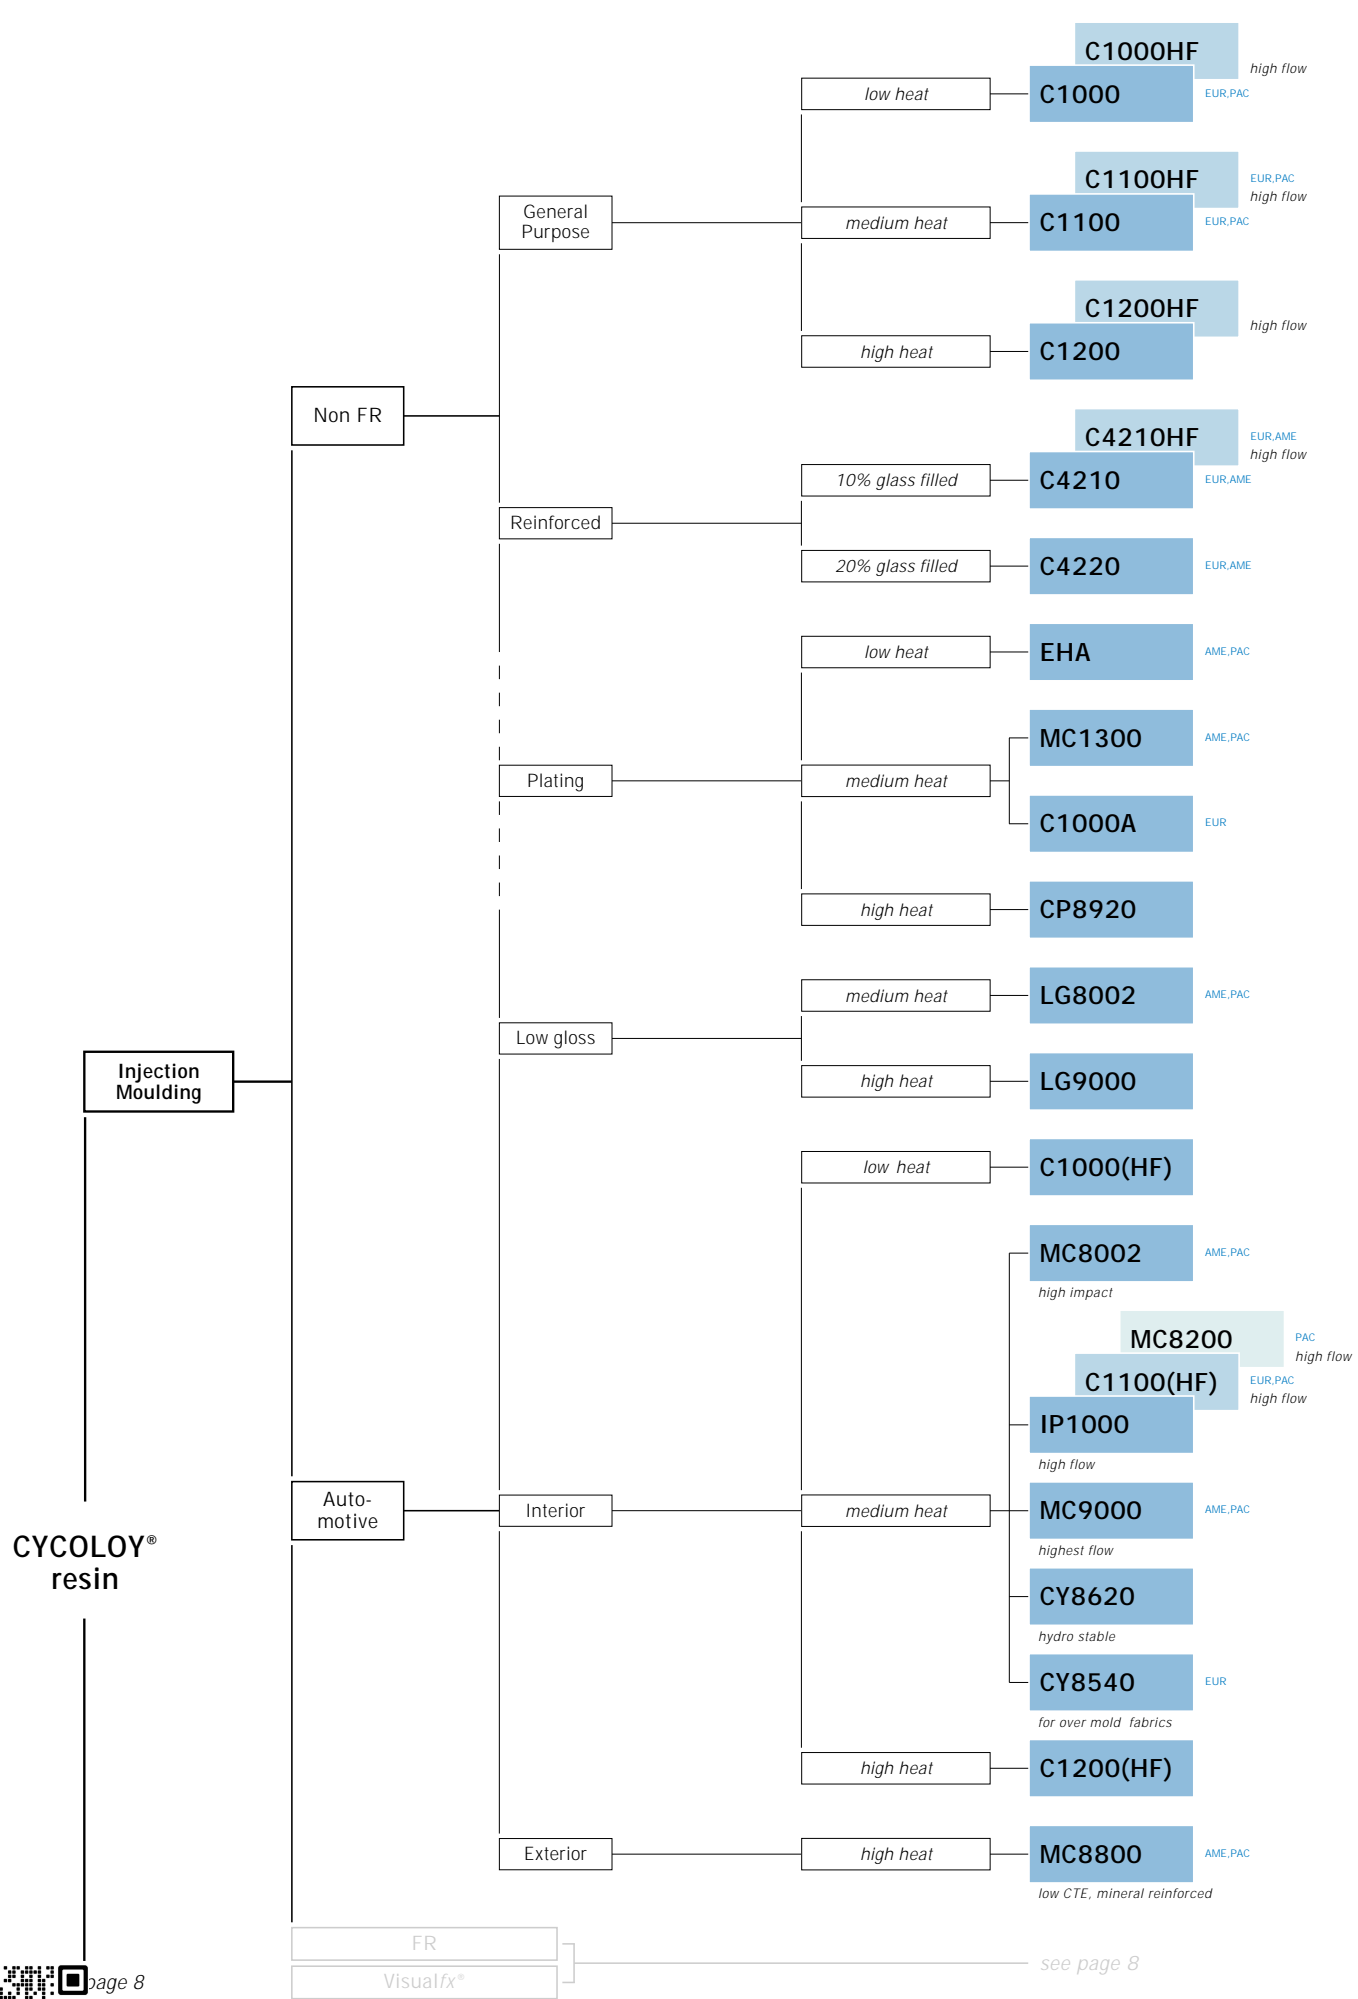 C1000HF
high flow
low heat
C1000
EUR,PAC
C1100HF
EUR,PAC
high flow
General
Purpose
medium heat
C1100
EUR,PAC
C1200HF
high flow
high heat
C1200
Non FR
C4210HF
EUR,AME
high flow
10% glass filled
C4210
EUR,AME
Reinforced
20% glass filled
C4220
EUR,AME
low heat
EHA
AME,PAC
MC1300
AME,PAC
Plating
medium heat
C1000A
EUR
high heat
CP8920
medium heat
LG8002
AME,PAC
Low gloss
high heat
LG9000
Injection
Moulding
low heat
C1000(HF)
MC8002
AME,PAC
high impact
MC8200
PAC
high flow
C1100(HF)
EUR,PAC
high flow
IP1000
high flow
Auto-
motive
Interior
medium heat
MC9000
AME,PAC
highest flow
CYCOLOY®
resin
CY8620
hydro stable
CY8540
EUR
for over mold fabrics
high heat
C1200(HF)
Exterior
high heat
MC8800
AME,PAC
low CTE, mineral reinforced
FR
see page 8
Visualfx®
page 8